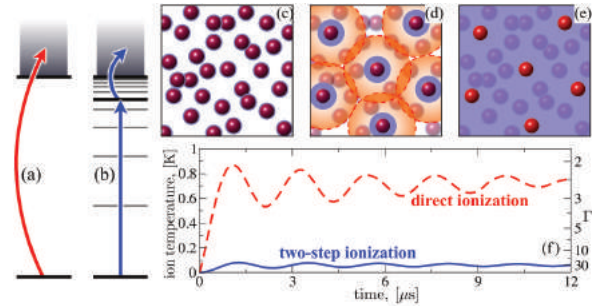 (c)
(d)
(e)
(a)
(b)
ion temperature, [K]
1
0.8
0.6
0.4
0.2
0
direct ionization
two-step ionization
(f)
2
3
Γ
5
10
30
0
3
6
9
12
time, [μs]